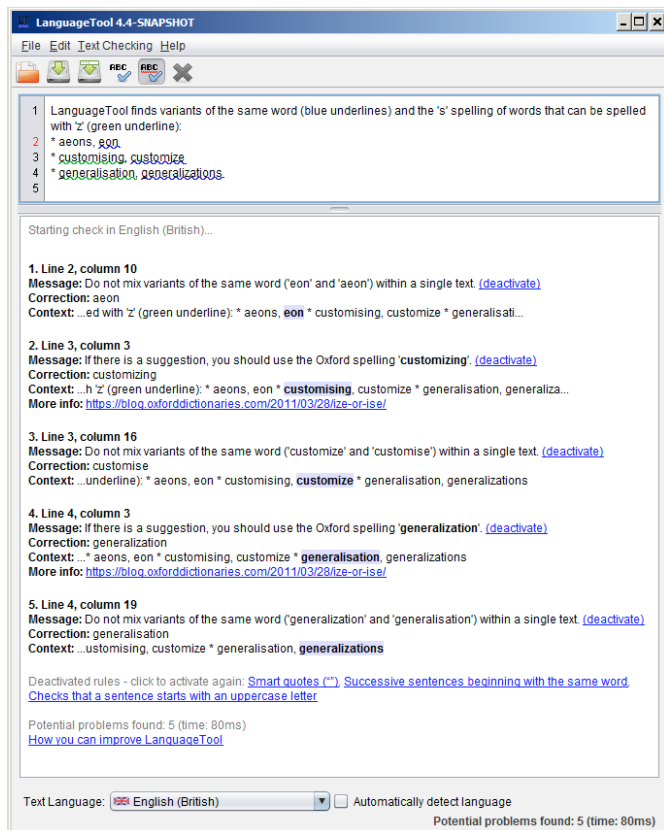 LanguageTool 4.4-SNAPSHOT
File Edit Text Checking Help
ABC ABC
1 LanguageTool finds variants of the same word (blue underlines) and the 's' spelling of words that can be spelled
with 'z' (green underline):
2 * aeons, eon
3 * customising, customize
4 * generalisation, generalizations
5
Starting check in English (British)...
1. Line 2, column 10
Message: Do not mix variants of the same word ('eon' and 'aeon') within a single text. (deactivate)
Correction: aeon
Context: ...ed with 'z' (green underline): * aeons, eon * customising, customize * generalisati...
2. Line 3, column 3
Message: If there is a suggestion, you should use the Oxford spelling 'customizing'. (deactivate)
Correction: customizing
Context: ...h 'z' (green underline): * aeons, eon * customising, customize * generalisation, generaliza...
More info: https://blog.oxforddictionaries.com/2011/03/28/ize-or-ise/
3. Line 3, column 16
Message: Do not mix variants of the same word ('customize' and 'customise') within a single text. (deactivate)
Correction: customise
Context: ...underline): * aeons, eon * customising, customize * generalisation, generalizations
4. Line 4, column 3
Message: If there is a suggestion, you should use the Oxford spelling 'generalization'. (deactivate)
Correction: generalization
Context: ...* aeons, eon * customising, customize * generalisation, generalizations
More info: https://blog.oxforddictionaries.com/2011/03/28/ize-or-ise/
5. Line 4, column 19
Message: Do not mix variants of the same word ('generalization' and 'generalisation') within a single text. (deactivate)
Correction: generalisation
Context: ...ustomising, customize * generalisation, generalizations
Deactivated rules - click to activate again: Smart quotes (“”), Successive sentences beginning with the same word,
Checks that a sentence starts with an uppercase letter
Potential problems found: 5 (time: 80ms)
How you can improve LanguageTool
Text Language: English (British) Automatically detect language
Potential problems found: 5 (time: 80ms)